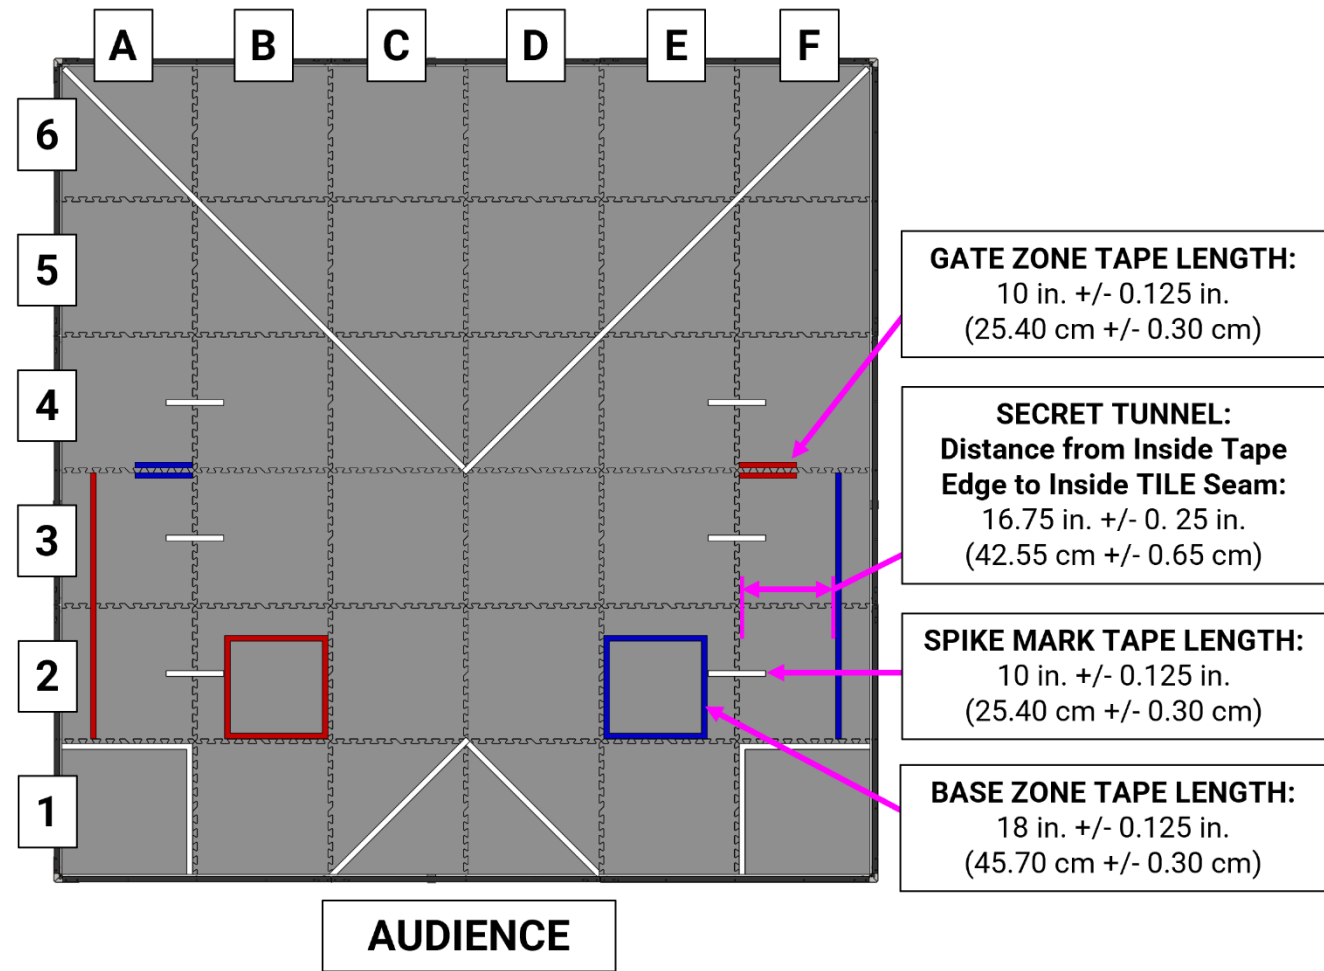 A B C D E F
6
5
4
3
2
1
GATE ZONE TAPE LENGTH:
10 in. +/- 0.125 in.
(25.40 cm +/- 0.30 cm)
SECRET TUNNEL:
Distance from Inside Tape
Edge to Inside TILE Seam:
16.75 in. +/- 0. 25 in.
(42.55 cm +/- 0.65 cm)
SPIKE MARK TAPE LENGTH:
10 in. +/- 0.125 in.
(25.40 cm +/- 0.30 cm)
BASE ZONE TAPE LENGTH:
18 in. +/- 0.125 in.
(45.70 cm +/- 0.30 cm)
AUDIENCE